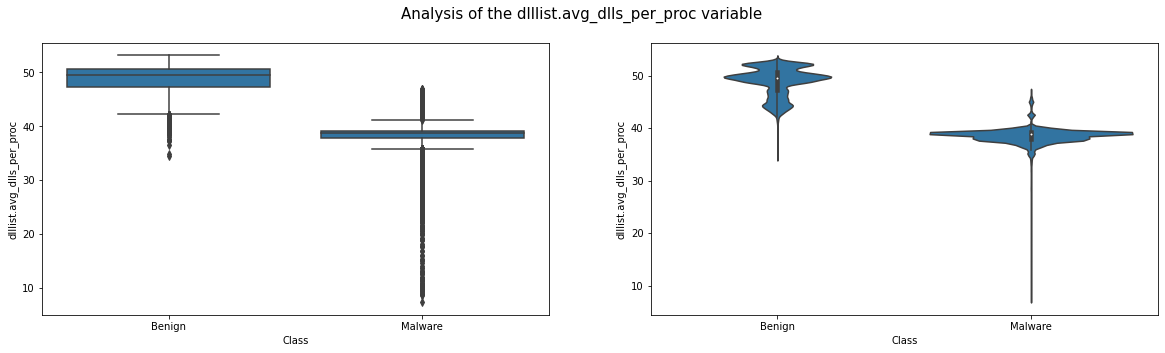 Analysis of the dlllist.avg_dlls_per_proc variable
dlllist.avg_dlls_per_proc
50
40
30
20
10
Benign
Malware
Class
dlllist.avg_dlls_per_proc
50
40
30
20
10
Benign
Malware
Class